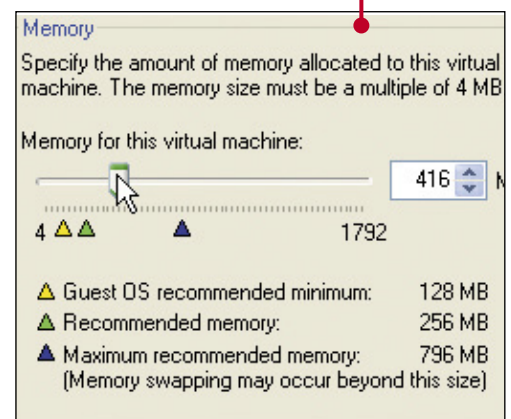 Memory
Specify the amount of memory allocated to this virtual
machine. The memory size must be a multiple of 4 MB
Memory for this virtual machine:
416
4 1792
Guest OS recommended minimum: 128 MB
Recommended memory: 256 MB
Maximum recommended memory: 796 MB
(Memory swapping may occur beyond this size)